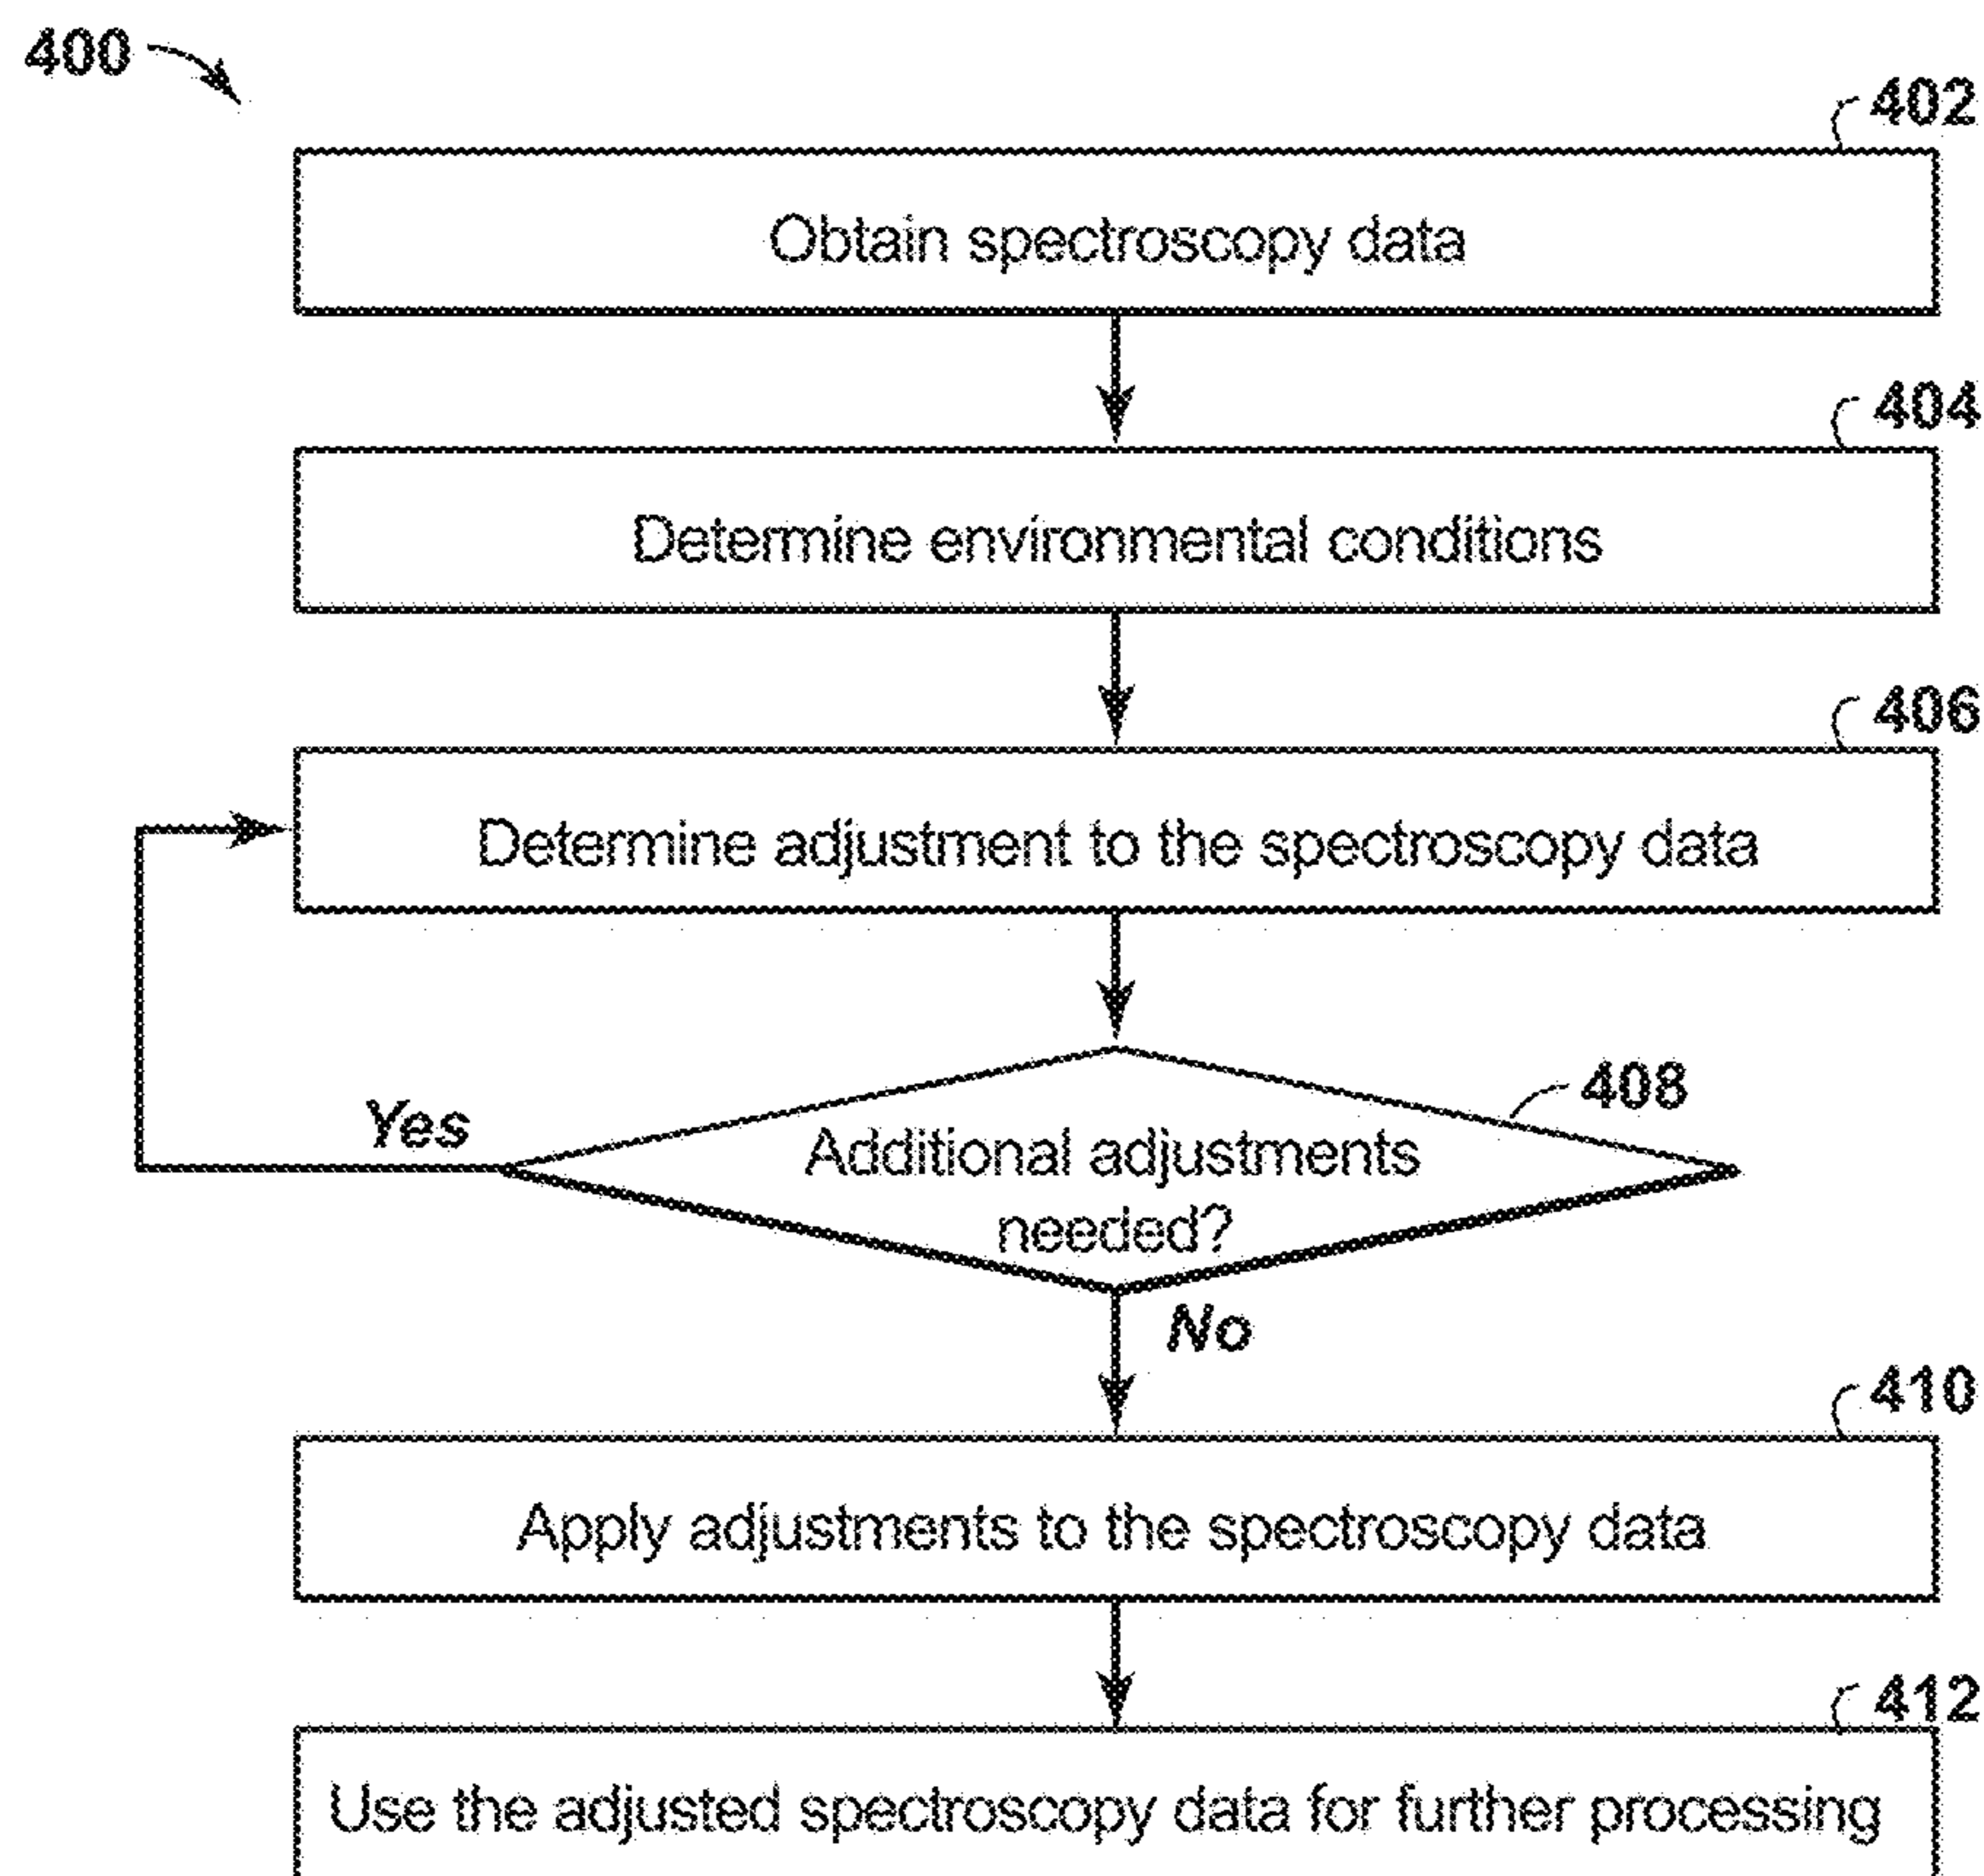 400
402
Obtain spectroscopy data
404
Determine environmental conditions
406
Determine adjustment to the spectroscopy data
408
Yes
Additional adjustments
needed?
No
410
Apply adjustments to the spectroscopy data
412
Use the adjusted spectroscopy data for further processing